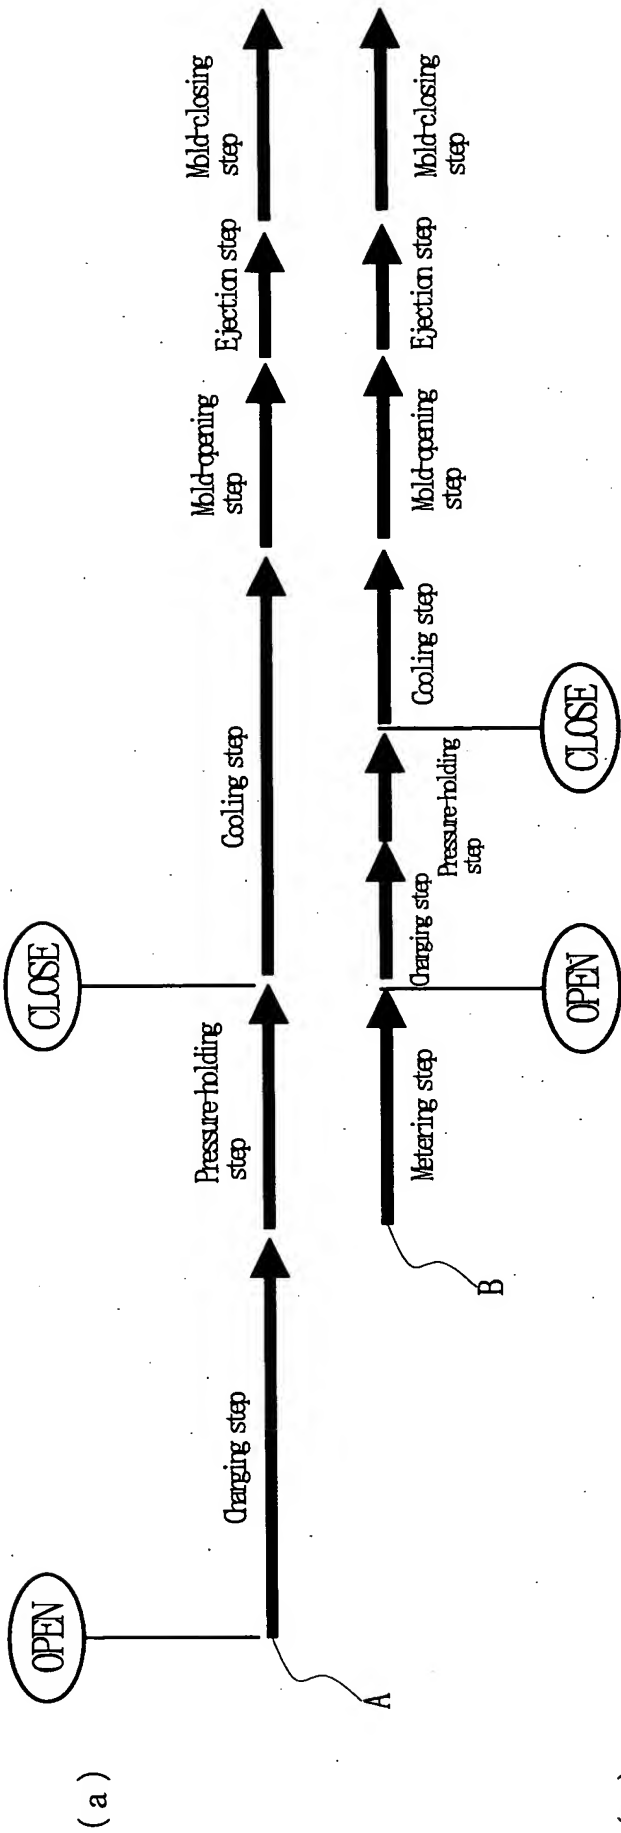 (a)
OPEN
CLOSE
Charging step
Pressure-holding
step
Cooling step
Mold-opening
step
Ejection step
Mold-closing
step
A
B
Metering step
Charging step
Pressure-holding
step
Cooling step
Mold-opening
step
Ejection step
Mold-closing
step
OPEN
CLOSE